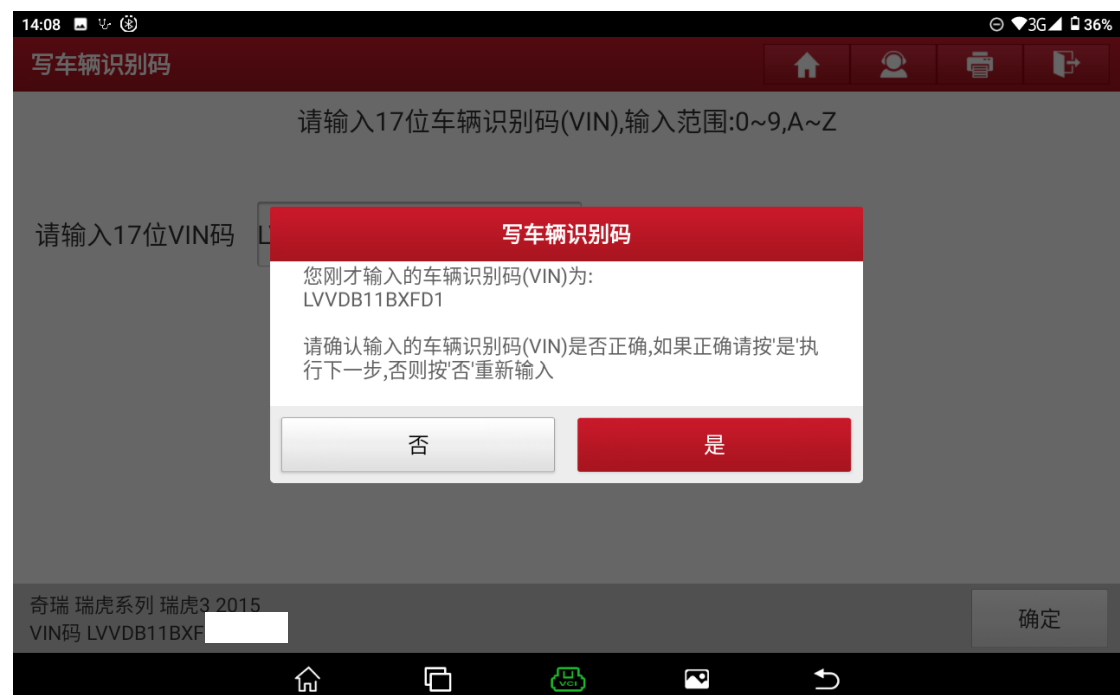 14:08
3G
36%
写车辆识别码
请输入17位车辆识别码(VIN),输入范围:0~9,A~Z
请输入17位VIN码 L
写车辆识别码
您刚才输入的车辆识别码(VIN)为:
LVVDB11BXFD1
请确认输入的车辆识别码(VIN)是否正确,如果正确请按'是'执
行下一步,否则按'否'重新输入
否
是
奇瑞 瑞虎系列 瑞虎3 2015
VIN码 LVVDB11BXF
确定
VCI